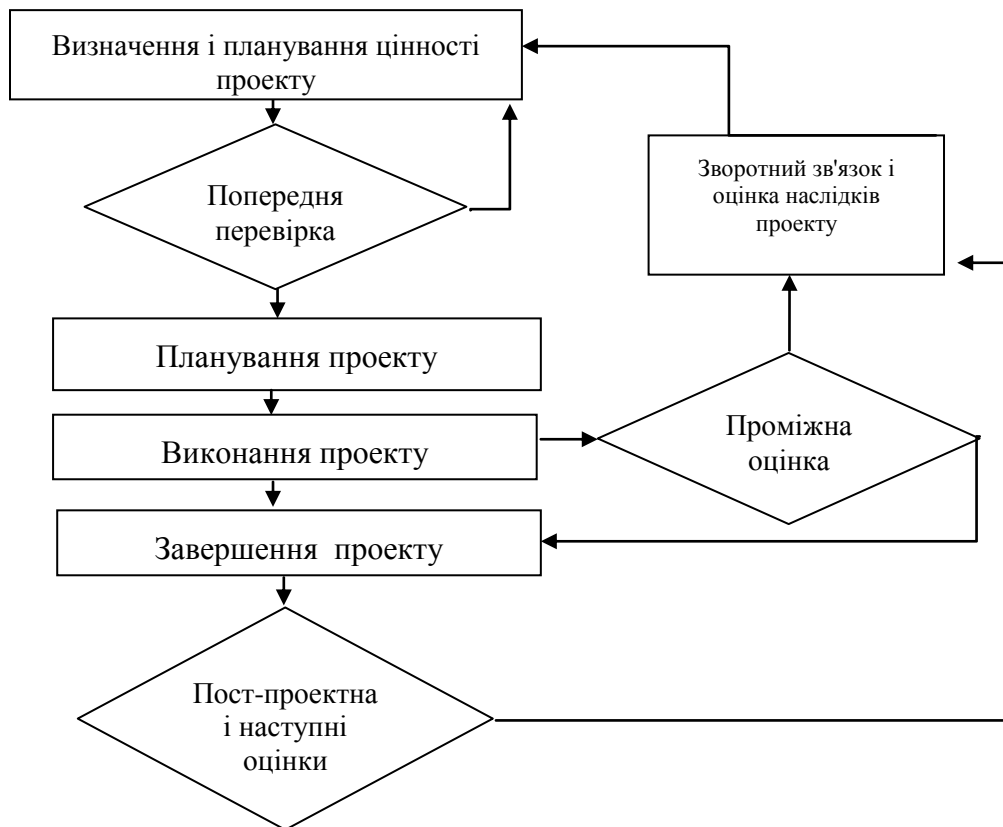 Визначення і планування цінності
проекту
Зворотний зв'язок і
оцінка наслідків
проекту
Попередня
перевірка
Планування проекту
Проміжна
оцінка
Виконання проекту
Завершення проекту
Пост-проектна
і наступні
оцінки